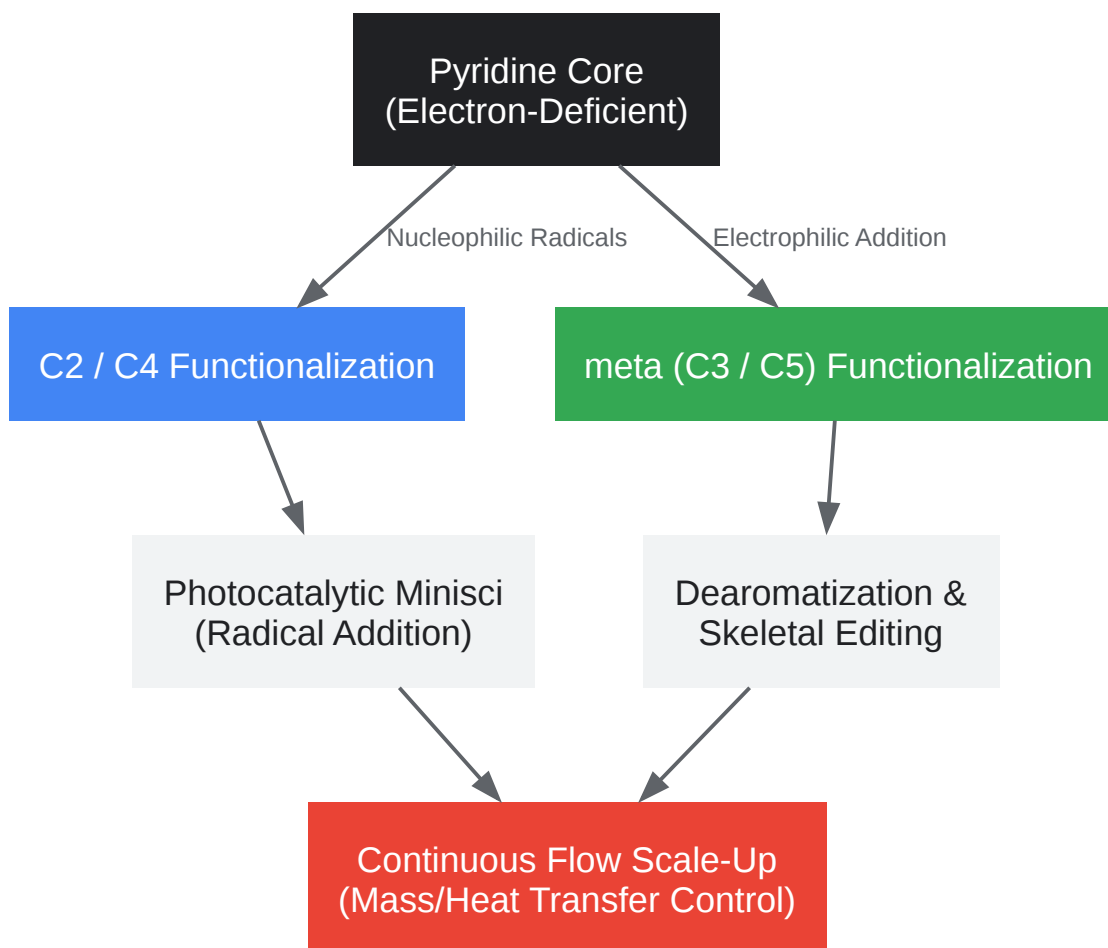 Pyridine Core
(Electron-Deficient)
Nucleophilic Radicals
Electrophilic Addition
C2 / C4 Functionalization
meta (C3 / C5) Functionalization
Photocatalytic Minisci
(Radical Addition)
Dearomatization &
Skeletal Editing
Continuous Flow Scale-Up
(Mass/Heat Transfer Control)